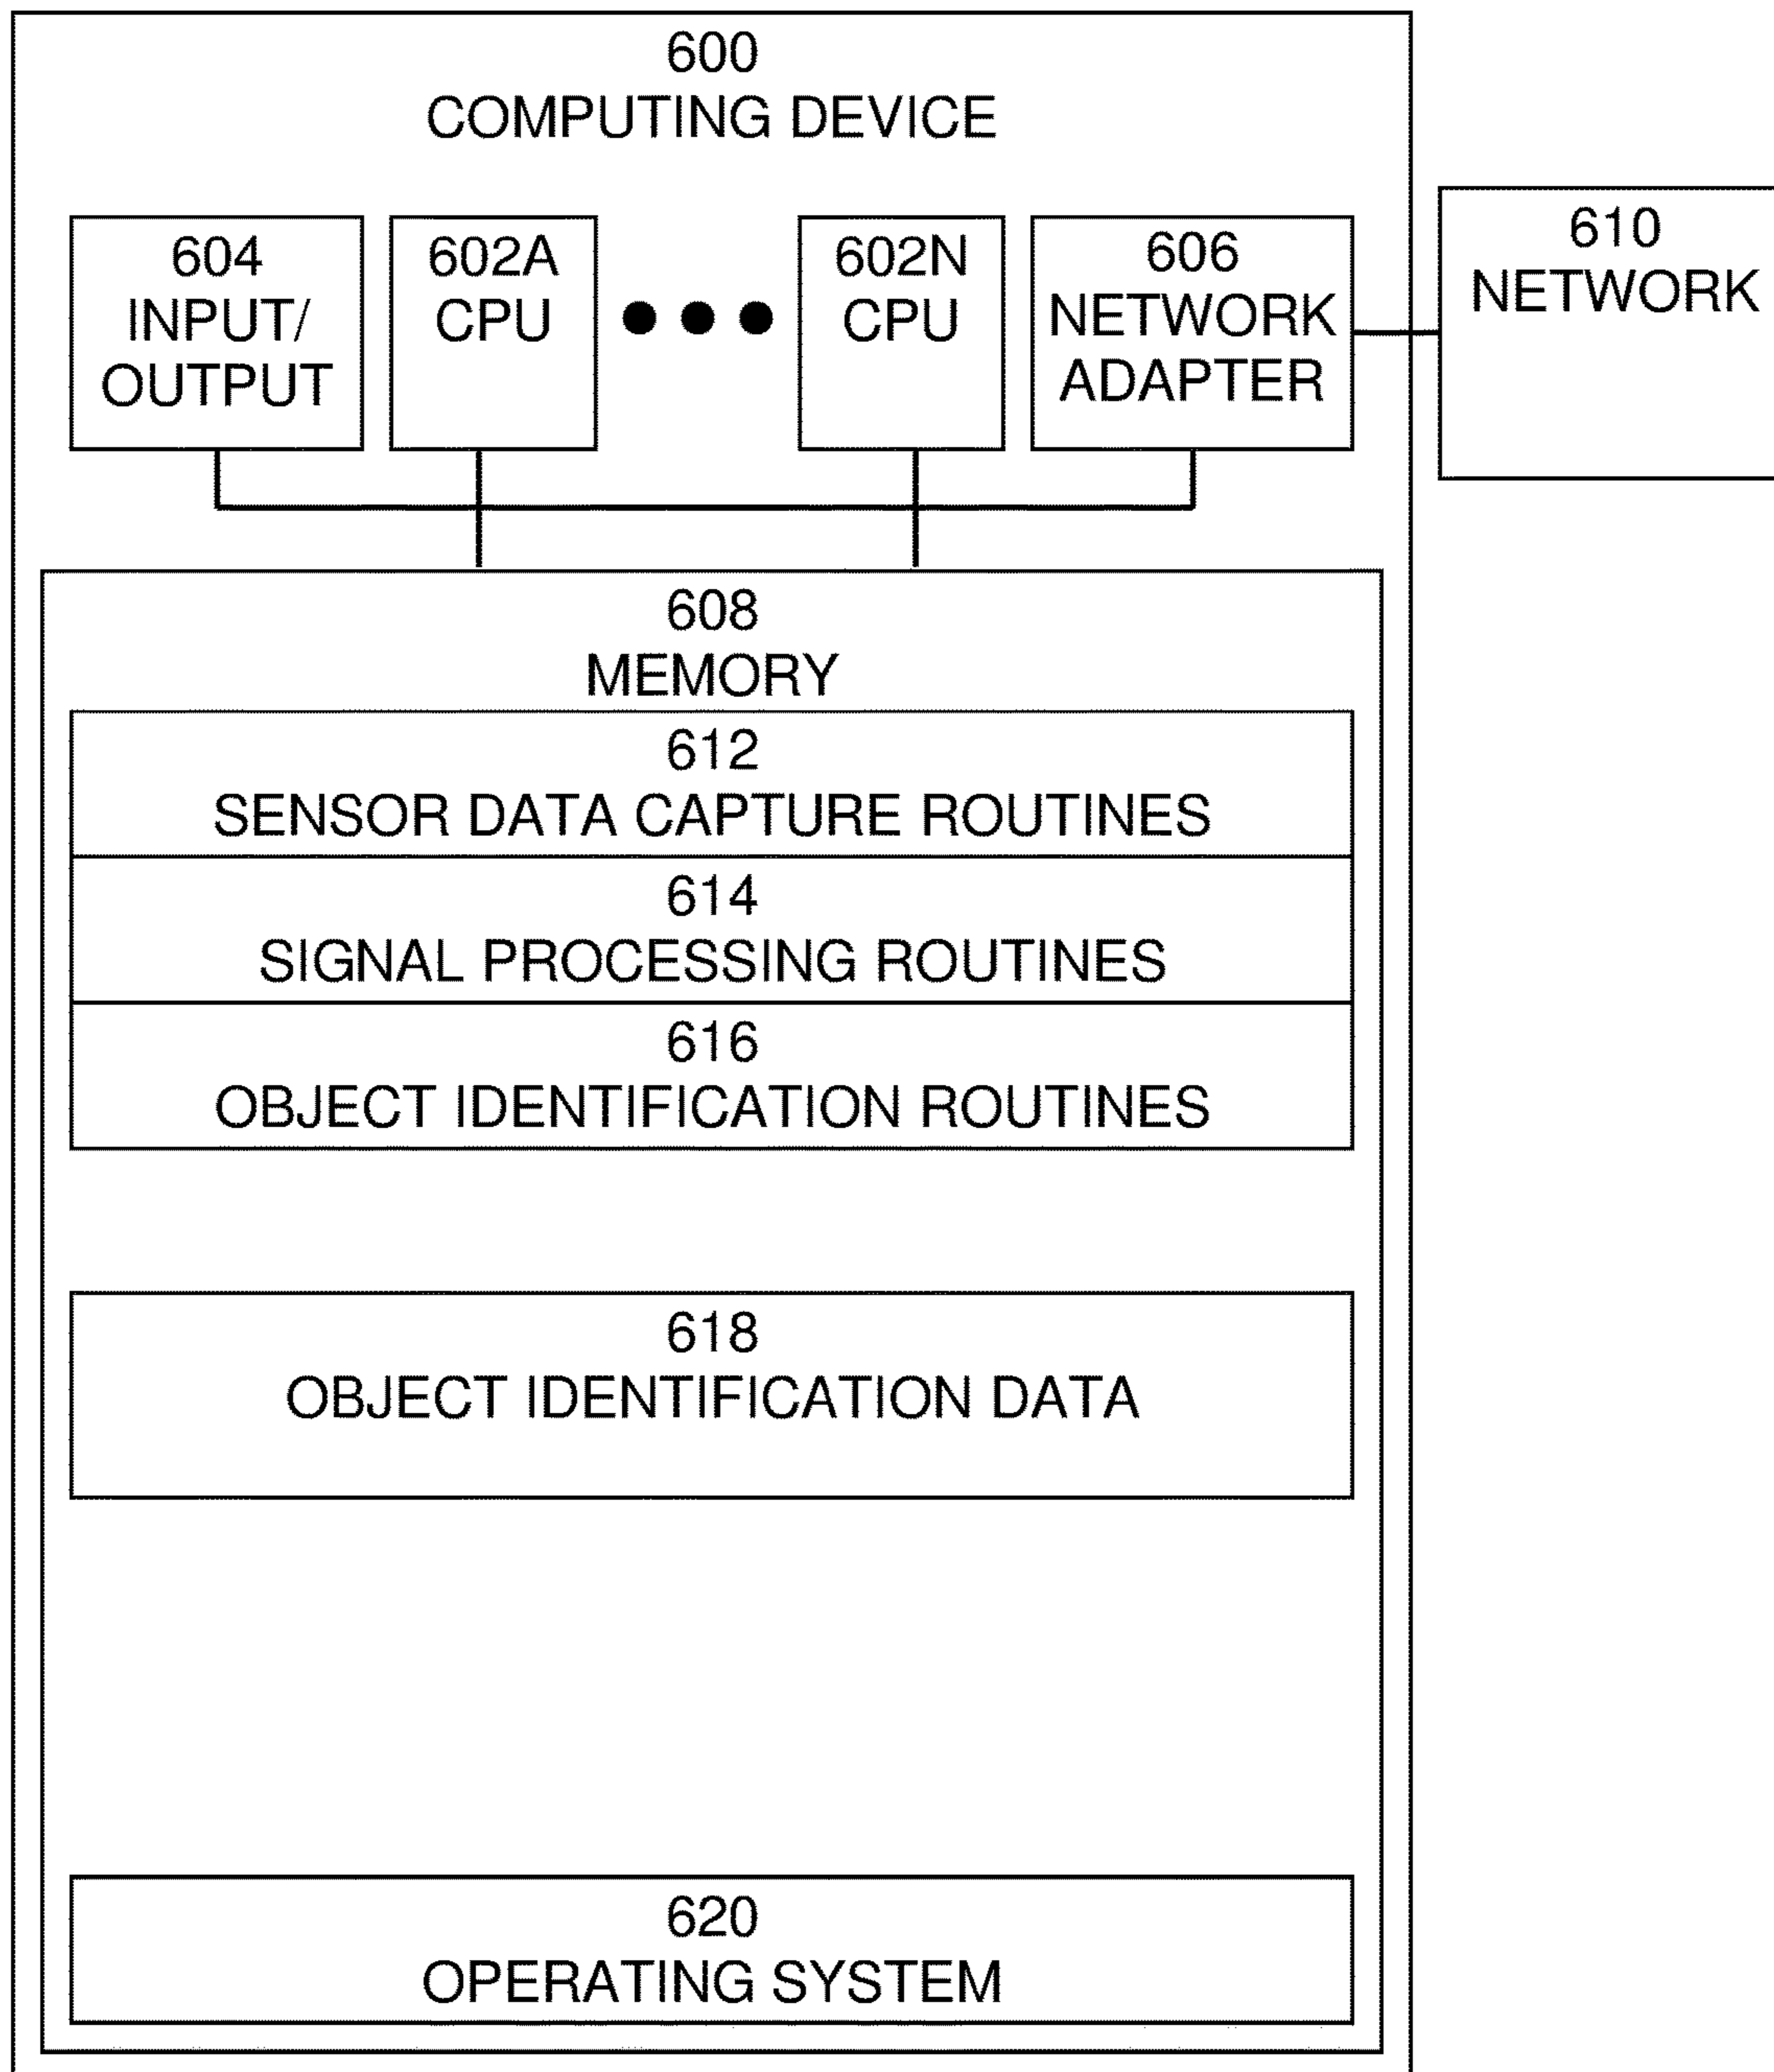 600
COMPUTING DEVICE
604
INPUT/
OUTPUT
602A
CPU
602N
CPU
606
NETWORK
ADAPTER
610
NETWORK
608
MEMORY
612
SENSOR DATA CAPTURE ROUTINES
614
SIGNAL PROCESSING ROUTINES
616
OBJECT IDENTIFICATION ROUTINES
618
OBJECT IDENTIFICATION DATA
620
OPERATING SYSTEM